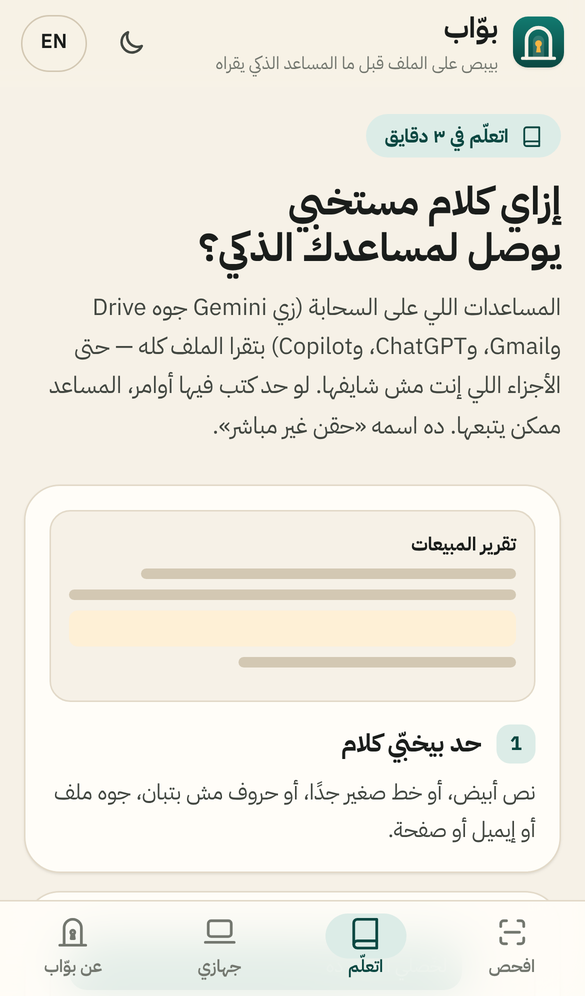 بوّاب
بيبص على الملف قبل ما المساعد الذكي يقراه
EN
اتعلّم في ٣ دقايق
إزاي كلام مستخبي
يوصل لمساعدك الذكي؟
المساعدات اللي على السحابة (زي Gemini جوه Drive
وGmail، وChatGPT، وCopilot) بتقرا الملف كله — حتى
الأجزاء اللي إنت مش شايفها. لو حد كتب فيها أوامر، المساعد
ممكن يتبعها. ده اسمه «حقن غير مباشر».
تقرير المبيعات
1 حد بيخبّي كلام
نص أبيض، أو خط صغير جدًا، أو حروف مش بتبان، جوه ملف
أو إيميل أو صفحة.
افحص
اتعلّم
جهازي
عن بوّاب